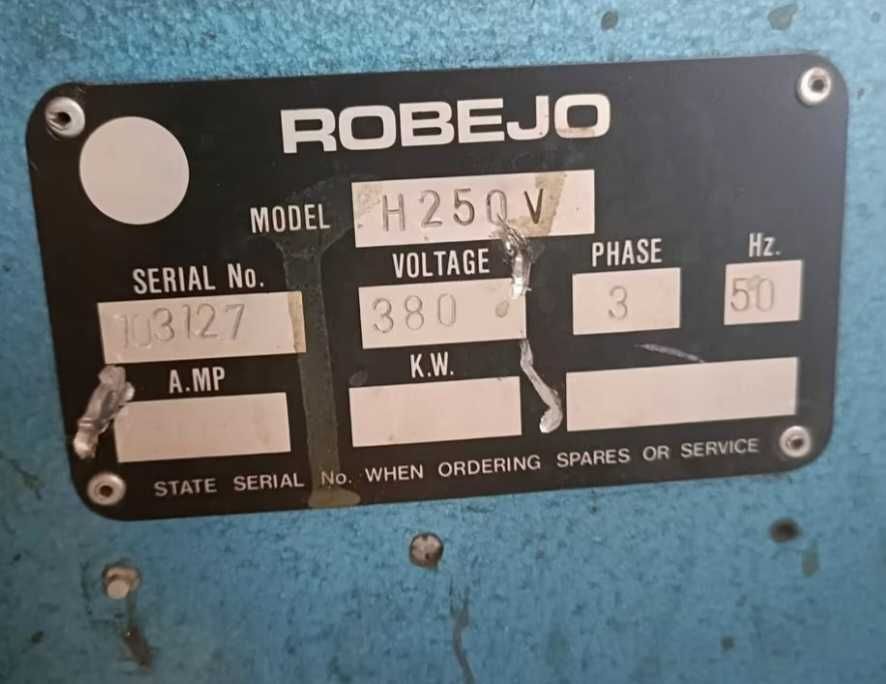 ROBEJO
MODEL H250V
SERIAL No. VOLTAGE PHASE Hz.
103127 380 3 50
A.MP K.W.
STATE SERIAL No. WHEN ORDERING SPARES OR SERVICE